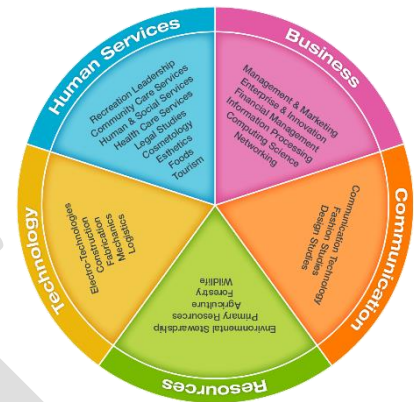 Human Services
Recreation Leadership
Community Care Services
Human & Social Services
Health Care Services
Legal Studies
Cosmetology
Esthetics
Foods
Tourism
Business
Management & Marketing
Enterprise & Innovation
Financial Management
Information Processing
Computing Science
Networking
Communication
Communication Technology
Fashion Studies
Design Studies
Resources
Environmental Stewardship
Primary Resources
Agriculture
Forestry
Wildlife
Technology
Electro-Technologies
Construction
Fabrication
Mechanics
Logistics